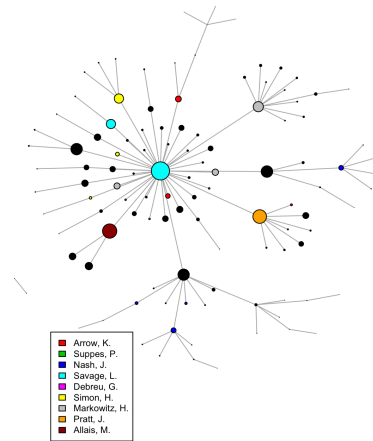 Arrow, K.
Suppes, P.
Nash, J.
Savage, L.
Debreu, G.
Simon, H.
Markowitz, H.
Pratt, J.
Allais, M.